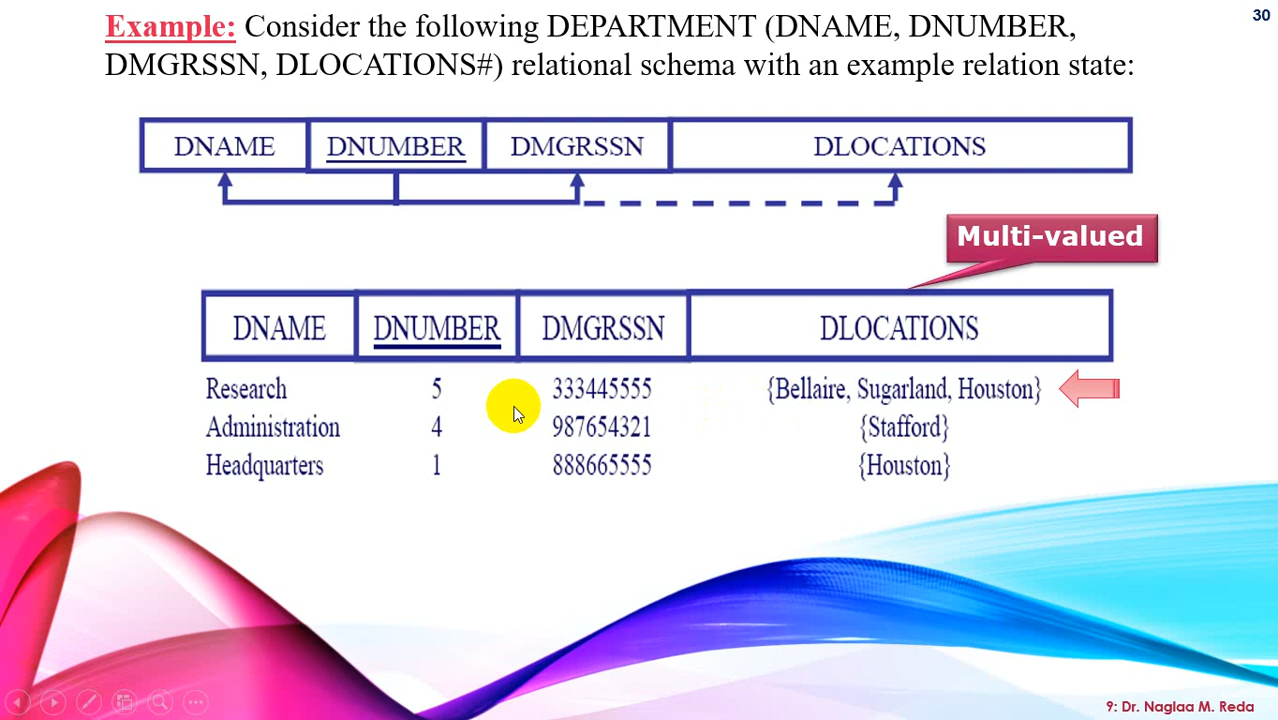 30
Example: Consider the following DEPARTMENT (DNAME, DNUMBER,
DMGRSSN, DLOCATIONS#) relational schema with an example relation state:
DNAME DNUMBER DMGRSSN DLOCATIONS
Multi-valued
DNAME DNUMBER DMGRSSN DLOCATIONS
Research 5 333445555 {Bellaire, Sugarland, Houston}
Administration 4 987654321 {Stafford}
Headquarters 1 888665555 {Houston}
9: Dr. Naglaa M. Reda